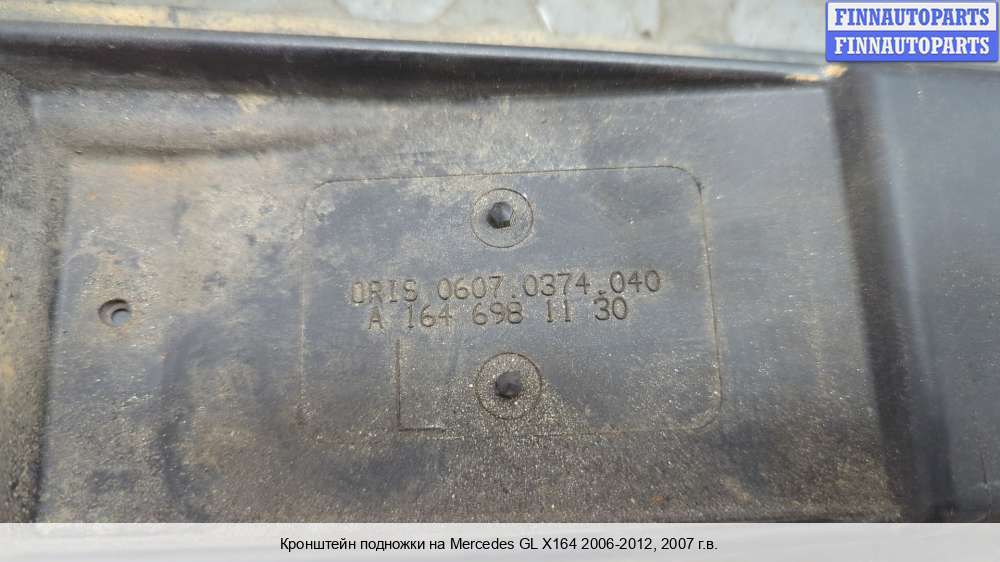 FINNAUTOPARTS
FINNAUTOPARTS
ORIS 0607.0374.040
A 164 698 11 30
L
Кронштейн подножки на Mercedes GL X164 2006-2012, 2007 г.в.